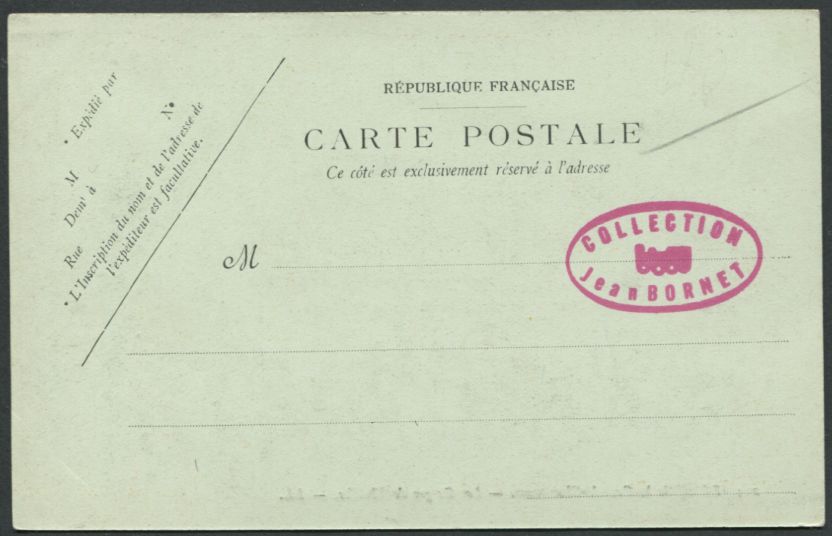 RÉPUBLIQUE FRANÇAISE
CARTE POSTALE
Ce côté est exclusivement réservé à l'adresse
• Expédié par
M
Demt à
Rue N°
• L'Inscription du nom et de l'adresse de
l'expéditeur est facultative.
M
COLLECTION
Jean BORNET